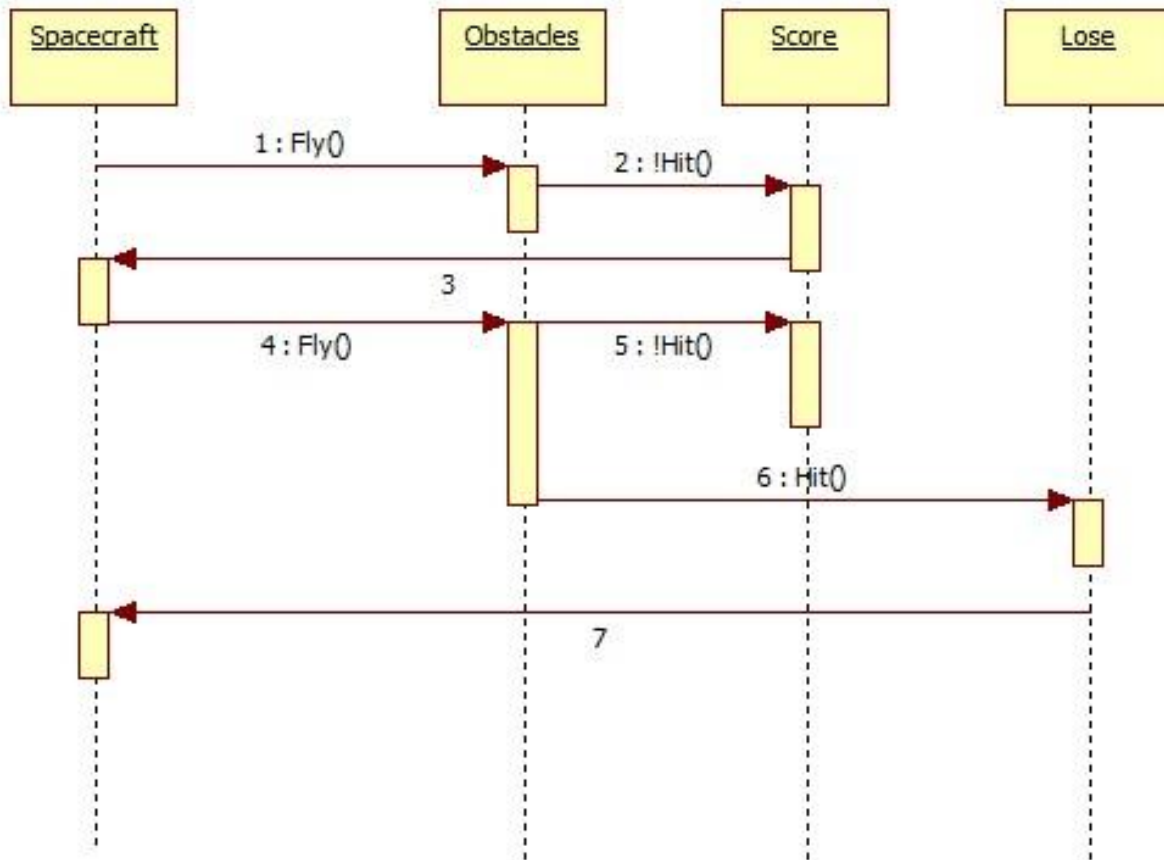 Spacecraft
Obstacles
Score
Lose
1 : Fly()
2 : !Hit()
3
4 : Fly()
5 : !Hit()
6 : Hit()
7